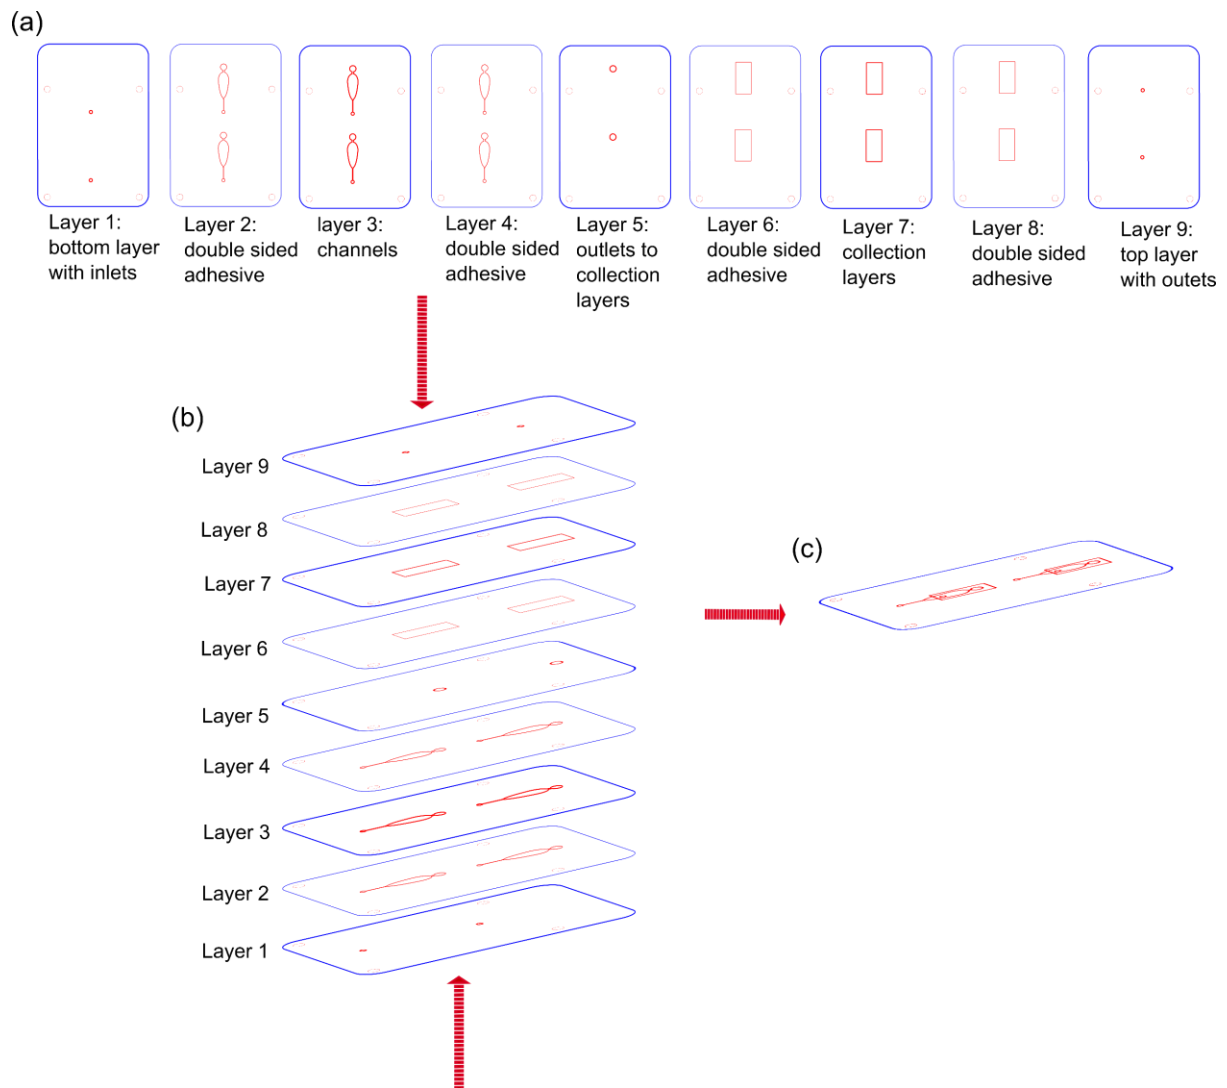 (a)
Layer 1:
bottom layer
with inlets
Layer 2:
double sided
adhesive
layer 3:
channels
Layer 4:
double sided
adhesive
Layer 5:
outlets to
collection
layers
Layer 6:
double sided
adhesive
Layer 7:
collection
layers
Layer 8:
double sided
adhesive
Layer 9:
top layer
with outets
(b)
Layer 9
Layer 8
Layer 7
Layer 6
Layer 5
Layer 4
Layer 3
Layer 2
Layer 1
(c)